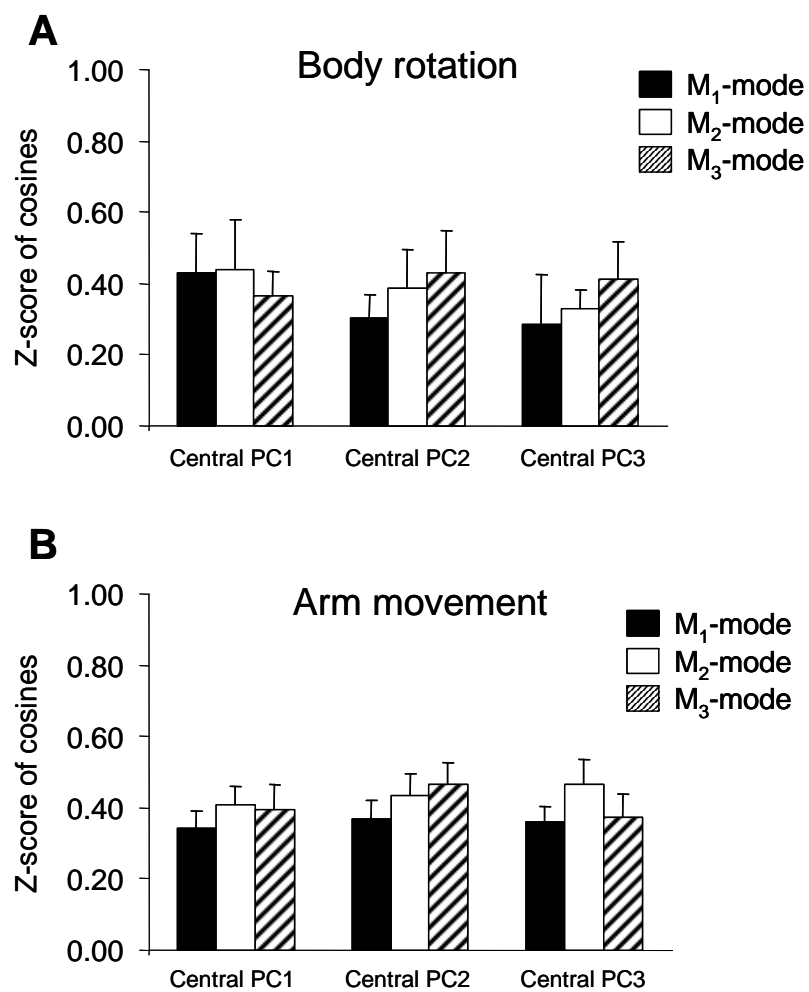 A
Body rotation
M1-mode
M2-mode
M3-mode
Z-score of cosines
1.00
0.80
0.60
0.40
0.20
0.00
Central PC1 Central PC2 Central PC3
B
Arm movement
M1-mode
M2-mode
M3-mode
Z-score of cosines
1.00
0.80
0.60
0.40
0.20
0.00
Central PC1 Central PC2 Central PC3